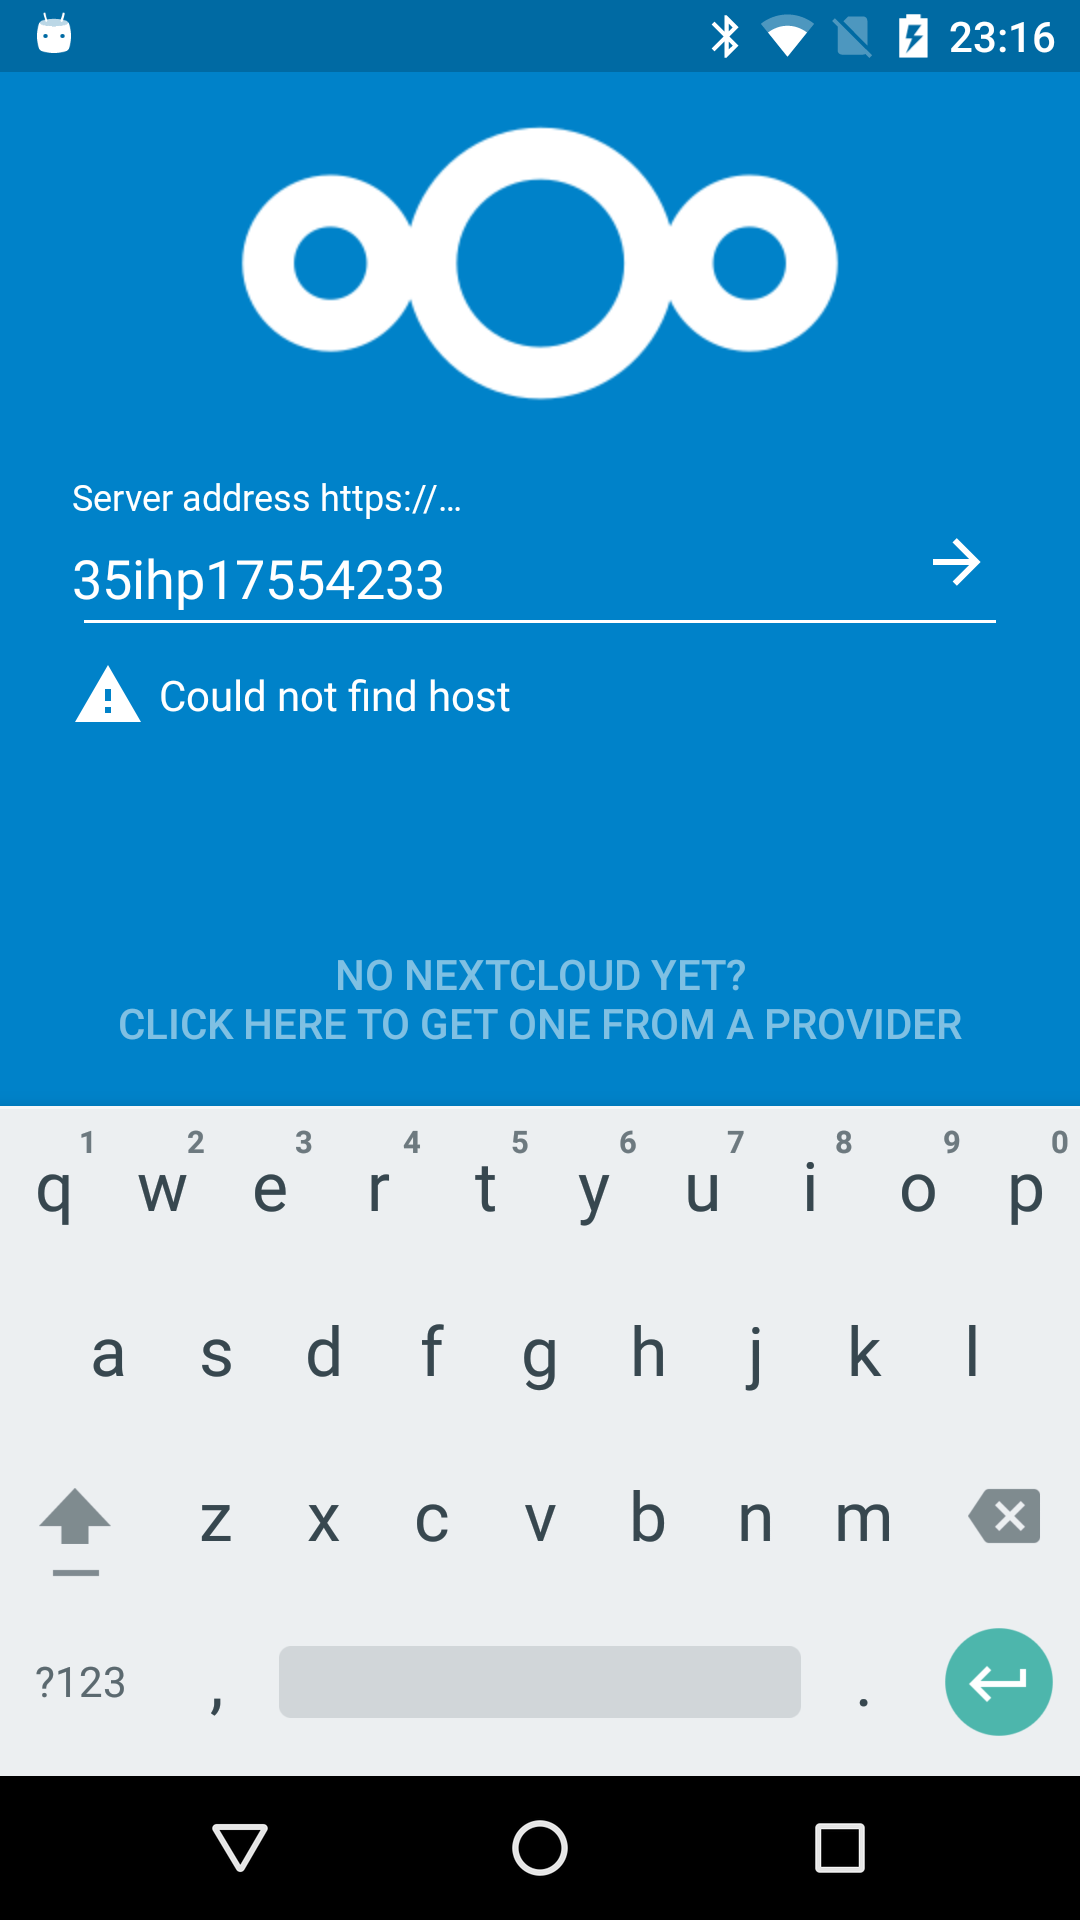 23:16
Server address https://…
35ihp17554233
Could not find host
NO NEXTCLOUD YET?
CLICK HERE TO GET ONE FROM A PROVIDER
1 2 3 4 5 6 7 8 9 0
q w e r t y u i o p
a s d f g h j k l
z x c v b n m
?123 , .